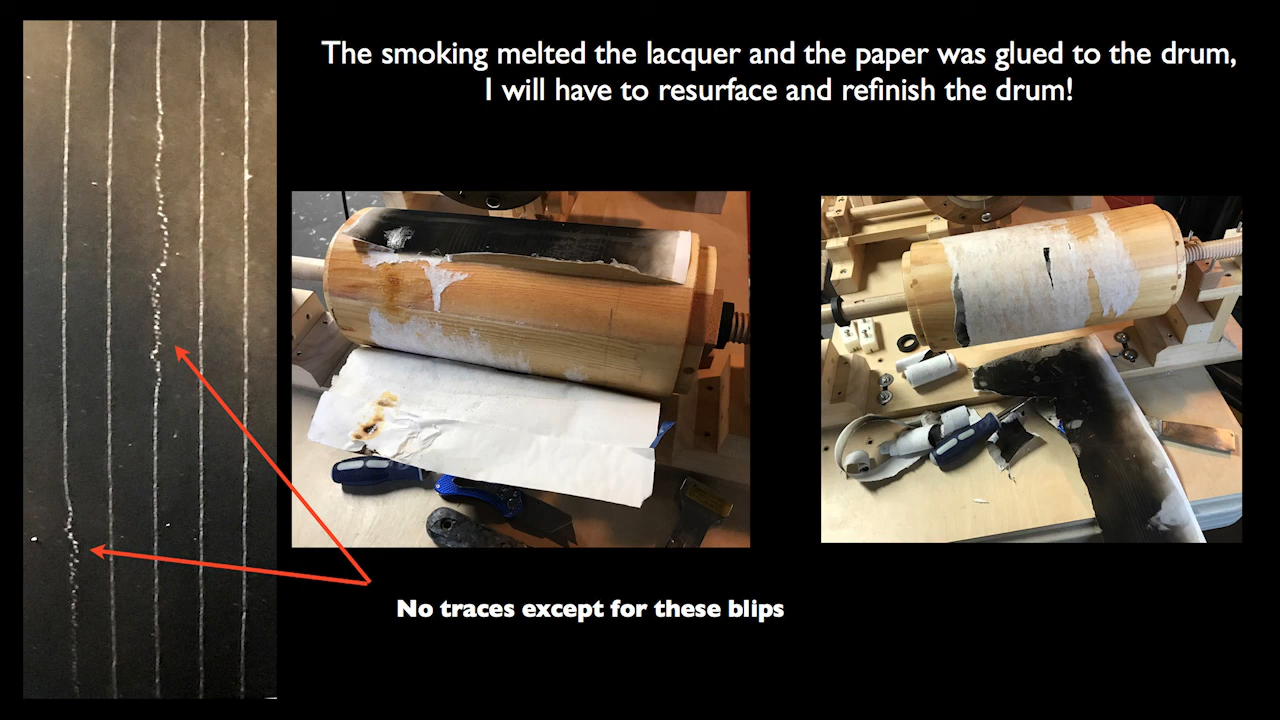 The smoking melted the lacquer and the paper was glued to the drum,
I will have to resurface and refinish the drum!
No traces except for these blips